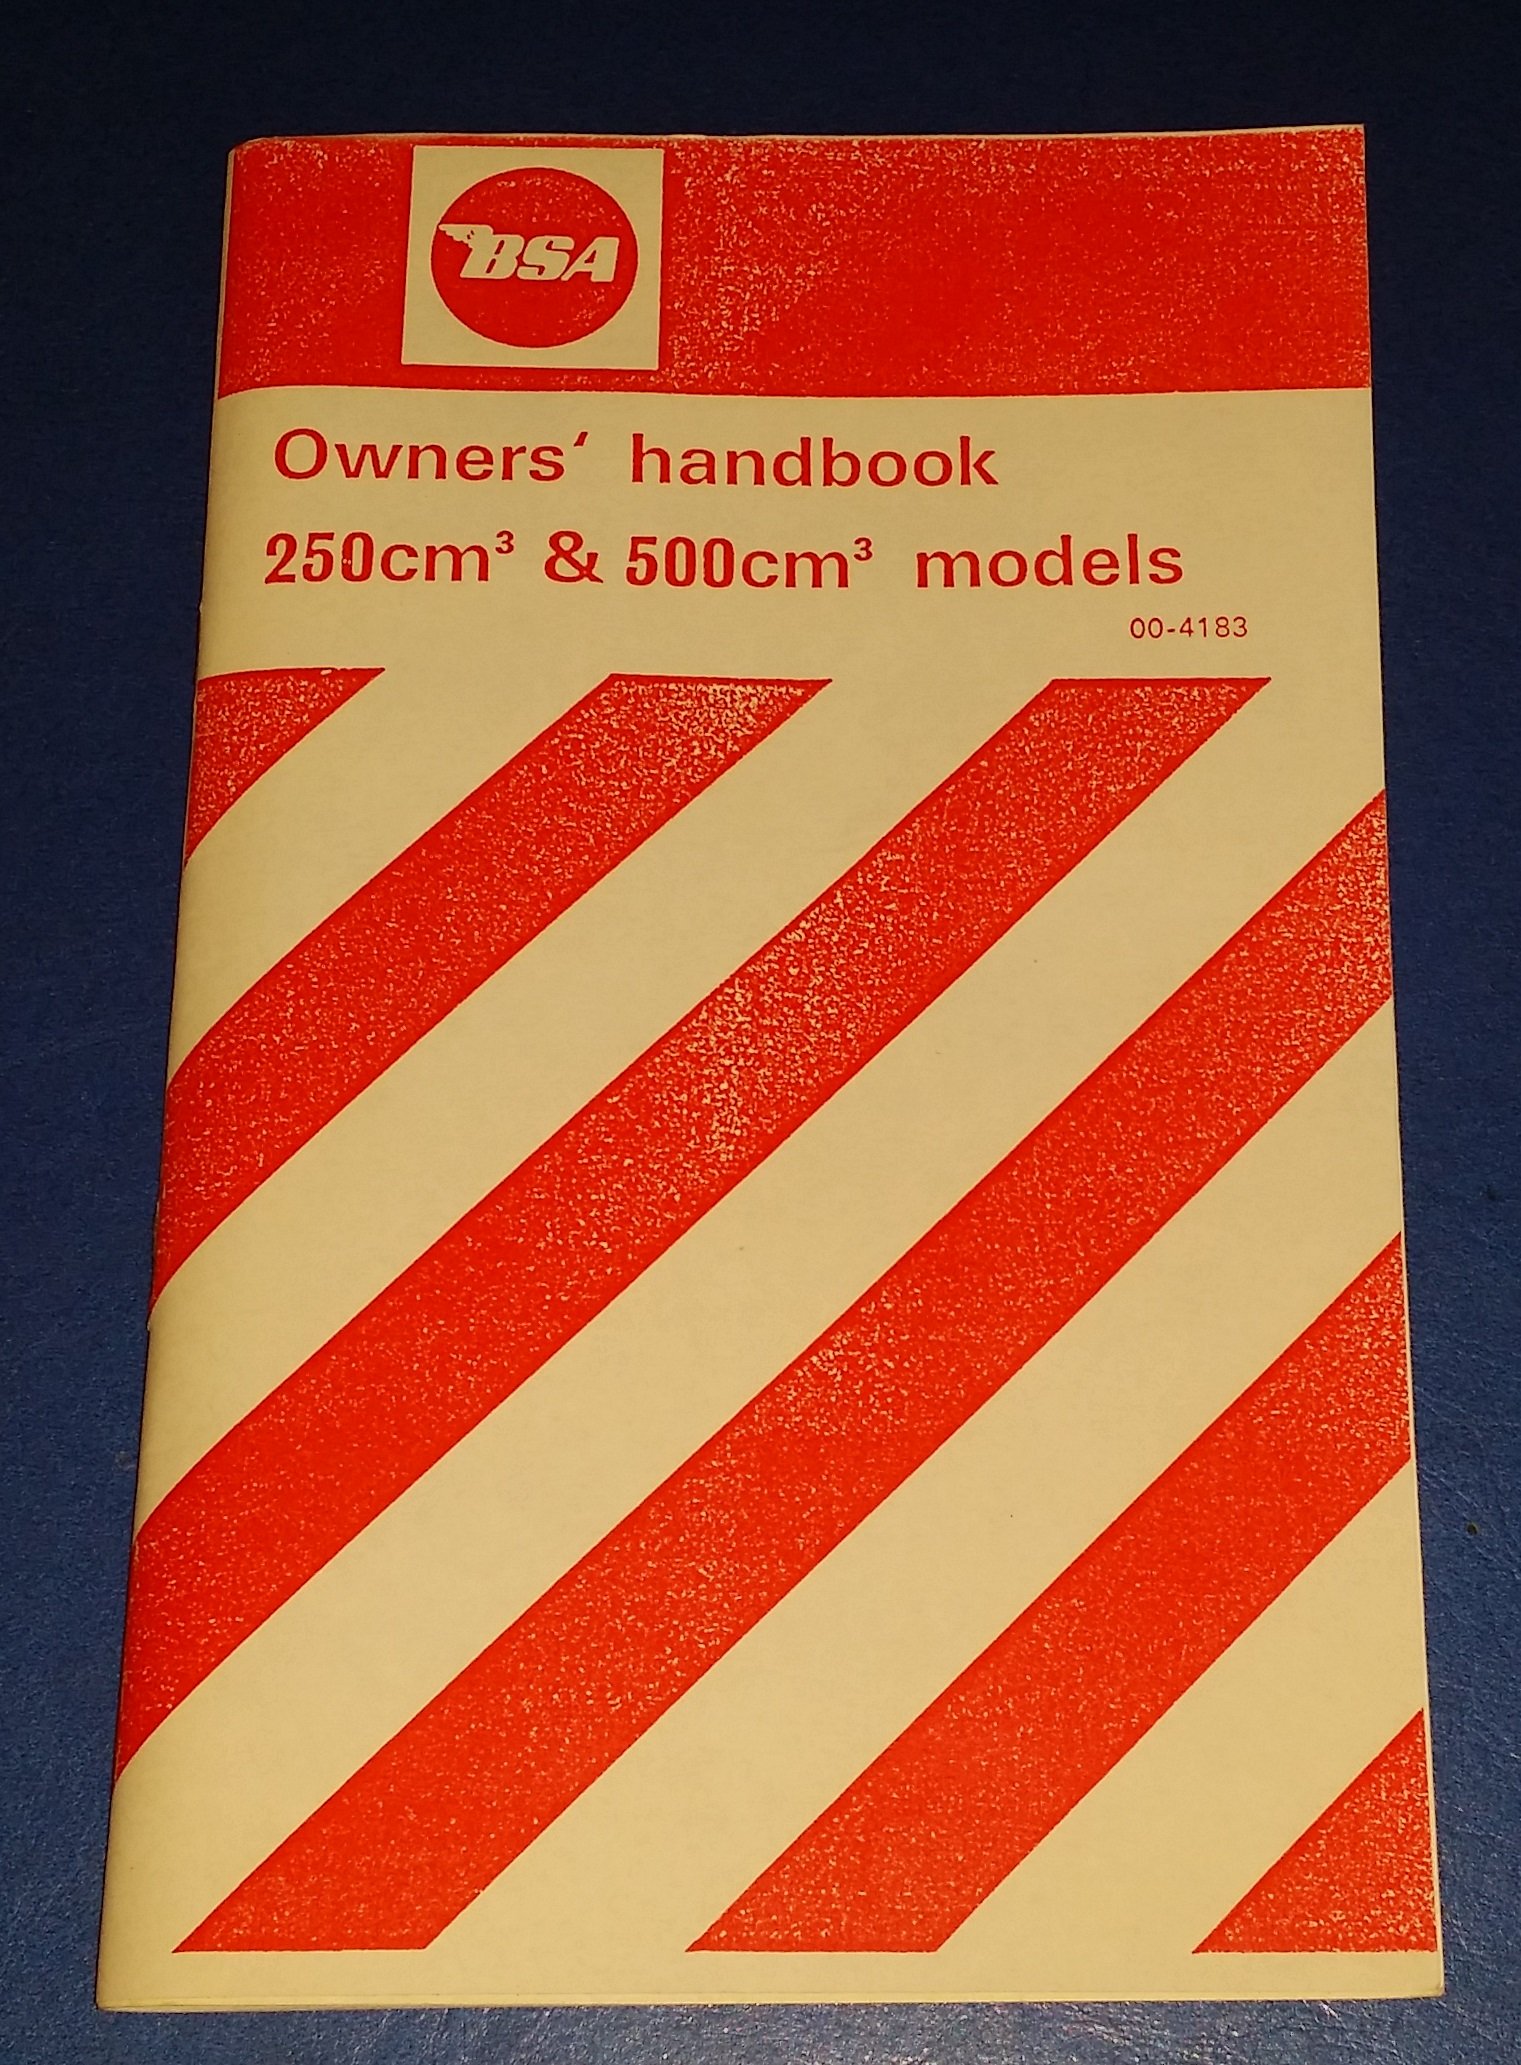 BSA
Owners' handbook
250cm³ & 500cm³ models
00-4183